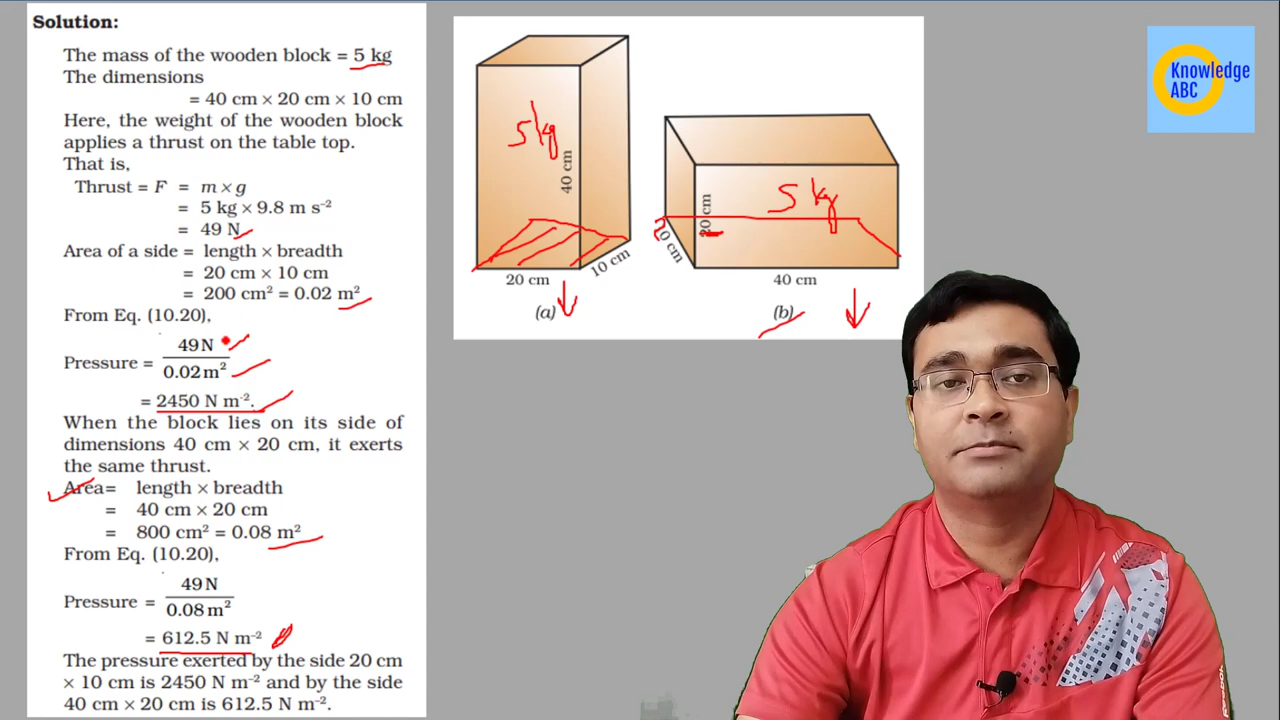 Solution:
The mass of the wooden block = 5 kg
The dimensions
= 40 cm × 20 cm × 10 cm
Here, the weight of the wooden block
applies a thrust on the table top.
That is,
Thrust = F = m × g
= 5 kg × 9.8 m s⁻²
= 49 N
Area of a side = length × breadth
= 20 cm × 10 cm
= 200 cm² = 0.02 m²
From Eq. (10.20),
Pressure = 49 N / 0.02 m²
= 2450 N m⁻².
When the block lies on its side of
dimensions 40 cm × 20 cm, it exerts
the same thrust.
Area = length × breadth
= 40 cm × 20 cm
= 800 cm² = 0.08 m²
From Eq. (10.20),
Pressure = 49 N / 0.08 m²
= 612.5 N m⁻²
The pressure exerted by the side 20 cm
× 10 cm is 2450 N m⁻² and by the side
40 cm × 20 cm is 612.5 N m⁻².
5 kg
40 cm
20 cm
10 cm
(a)
5 kg
20 cm
10 cm
40 cm
(b)
Knowledge
ABC